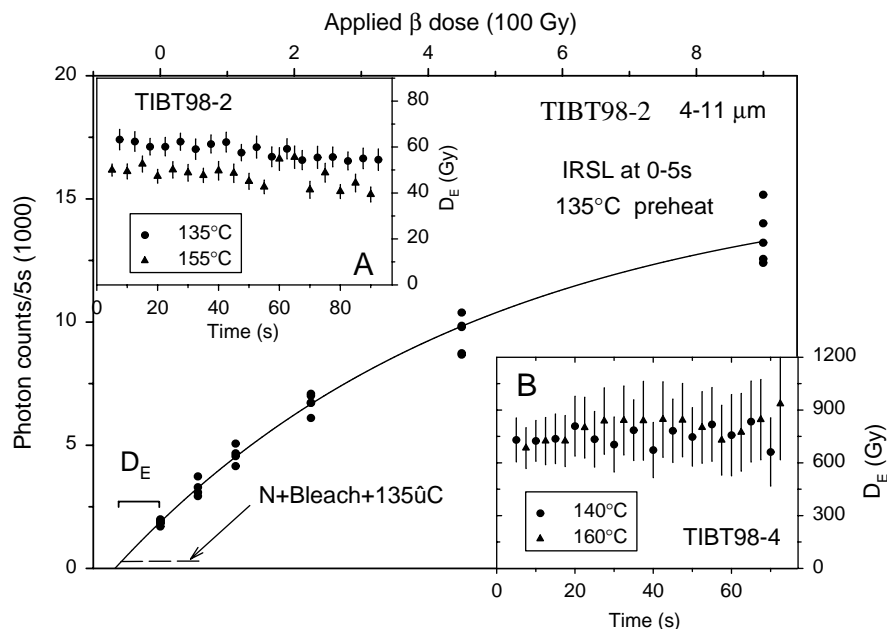 Applied β dose (100 Gy)
0 2 4 6 8
20
15
10
5
0
Photon counts/5s (1000)
TIBT98-2 4-11 μm
IRSL at 0-5s
135°C preheat
TIBT98-2
80
60
40
20
0
D_E (Gy)
135°C
155°C
A
0 20 40 60 80
Time (s)
D_E
N+Bleach+135ûC
B
1200
900
600
300
0
D_E (Gy)
140°C
160°C
TIBT98-4
0 20 40 60
Time (s)